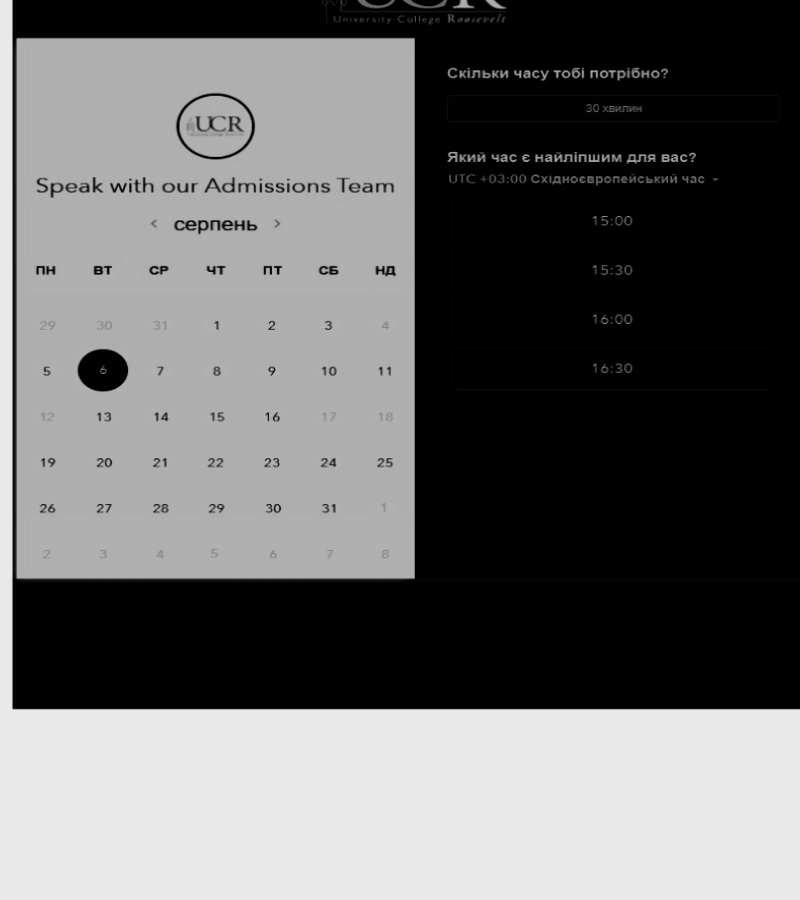 UCR
University College Roosevelt
UCR
Speak with our Admissions Team
< серпень >
ПН ВТ СР ЧТ ПТ СБ НД
29 30 31 1 2 3 4
5 6 7 8 9 10 11
12 13 14 15 16 17 18
19 20 21 22 23 24 25
26 27 28 29 30 31 1
2 3 4 5 6 7 8
Скільки часу тобі потрібно?
30 хвилин
Який час є найліпшим для вас?
UTC +03:00 Східноєвропейський час
15:00
15:30
16:00
16:30